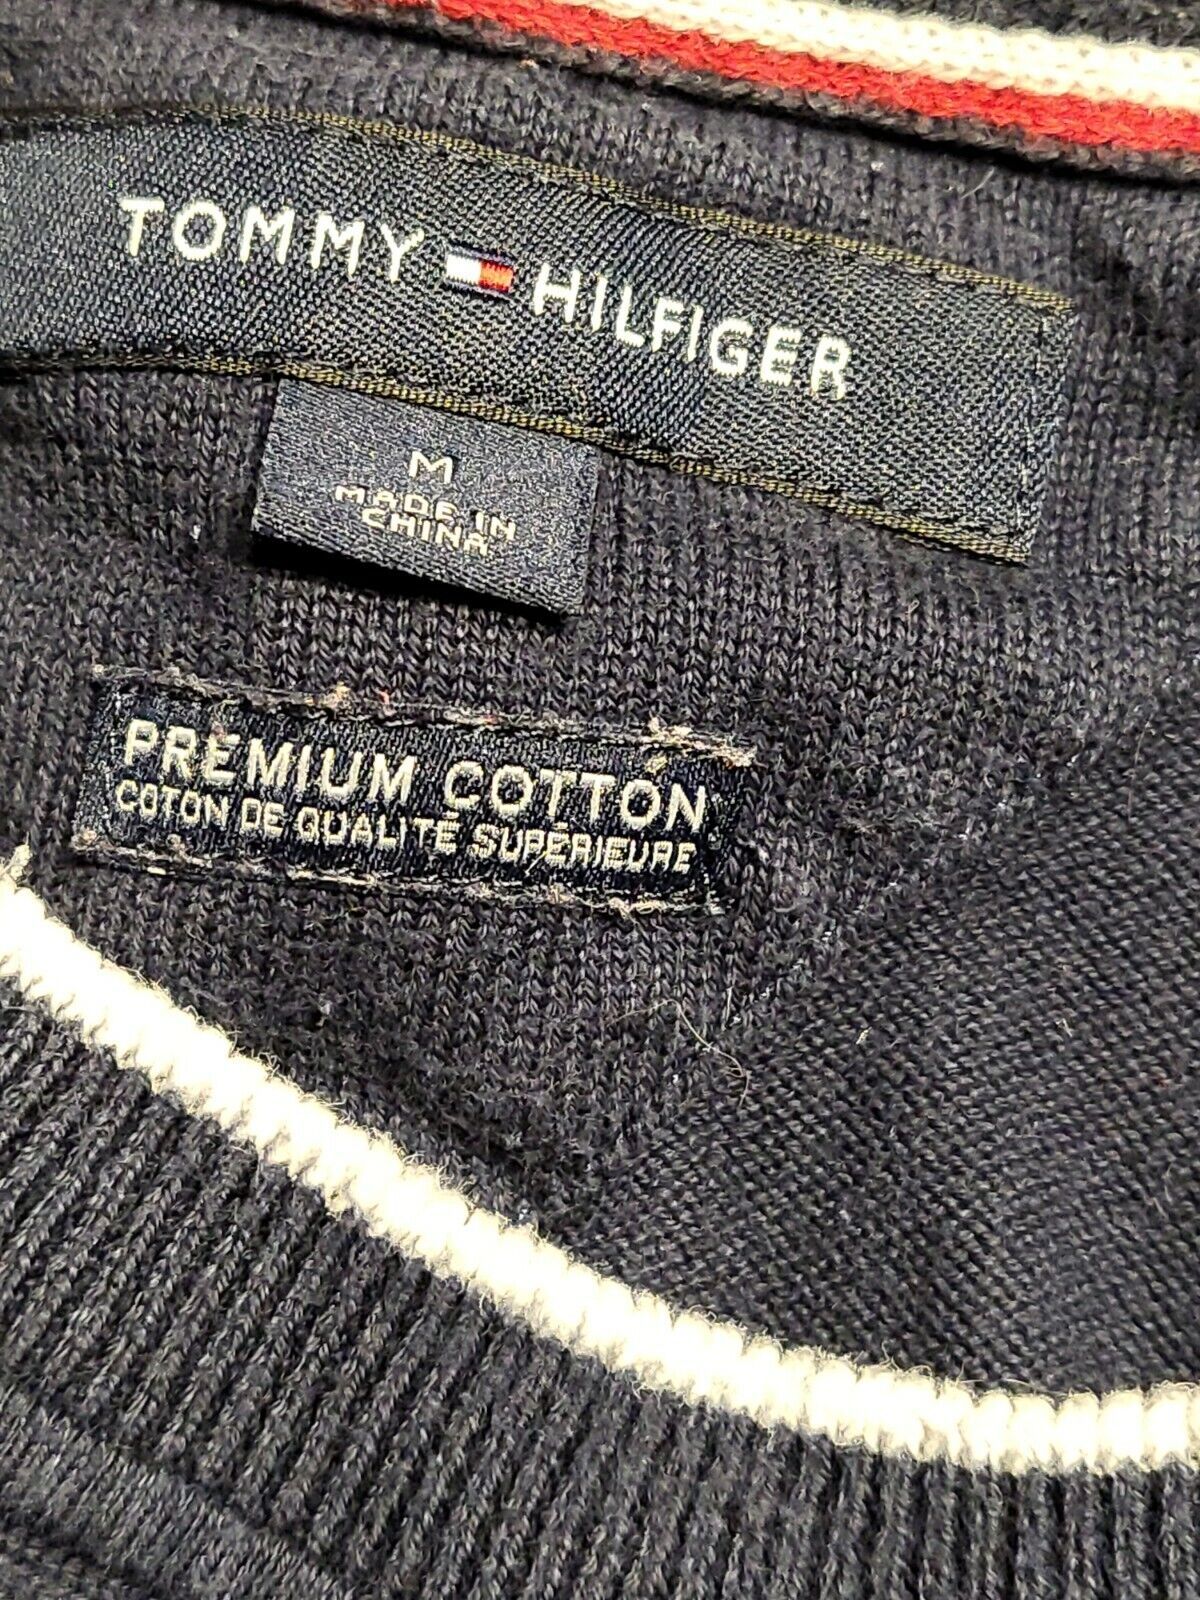 TOMMY HILFIGER
M
MADE IN
CHINA
PREMIUM COTTON
COTON DE QUALITÉ SUPÉRIEURE